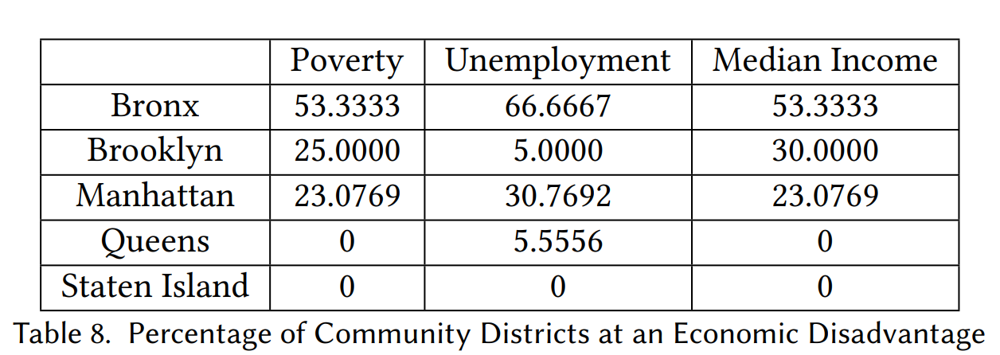 Poverty Unemployment Median Income
Bronx 53.3333 66.6667 53.3333
Brooklyn 25.0000 5.0000 30.0000
Manhattan 23.0769 30.7692 23.0769
Queens 0 5.5556 0
Staten Island 0 0 0
Table 8. Percentage of Community Districts at an Economic Disadvantage